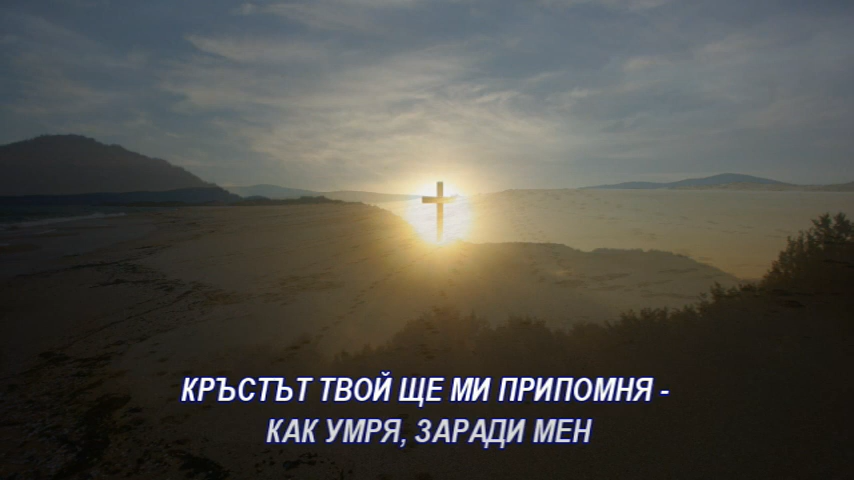 КРЪСТЪТ ТВОЙ ЩЕ МИ ПРИПОМНЯ -
КАК УМРЯ, ЗАРАДИ МЕН